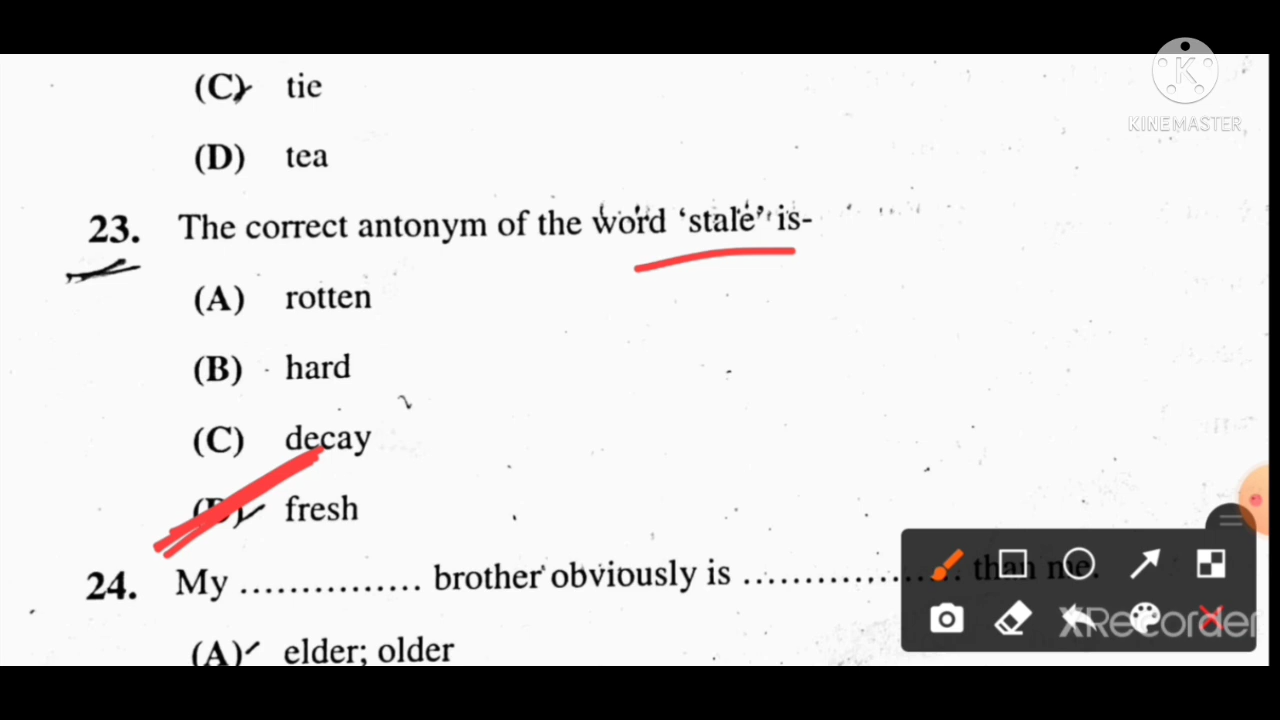 (C) tie
(D) tea
KINEMASTER
23. The correct antonym of the word ‘stale’ is-
(A) rotten
(B) hard
(C) decay
(D) fresh
24. My .............. brother obviously is ................. than me.
(A) elder; older
XRecorder